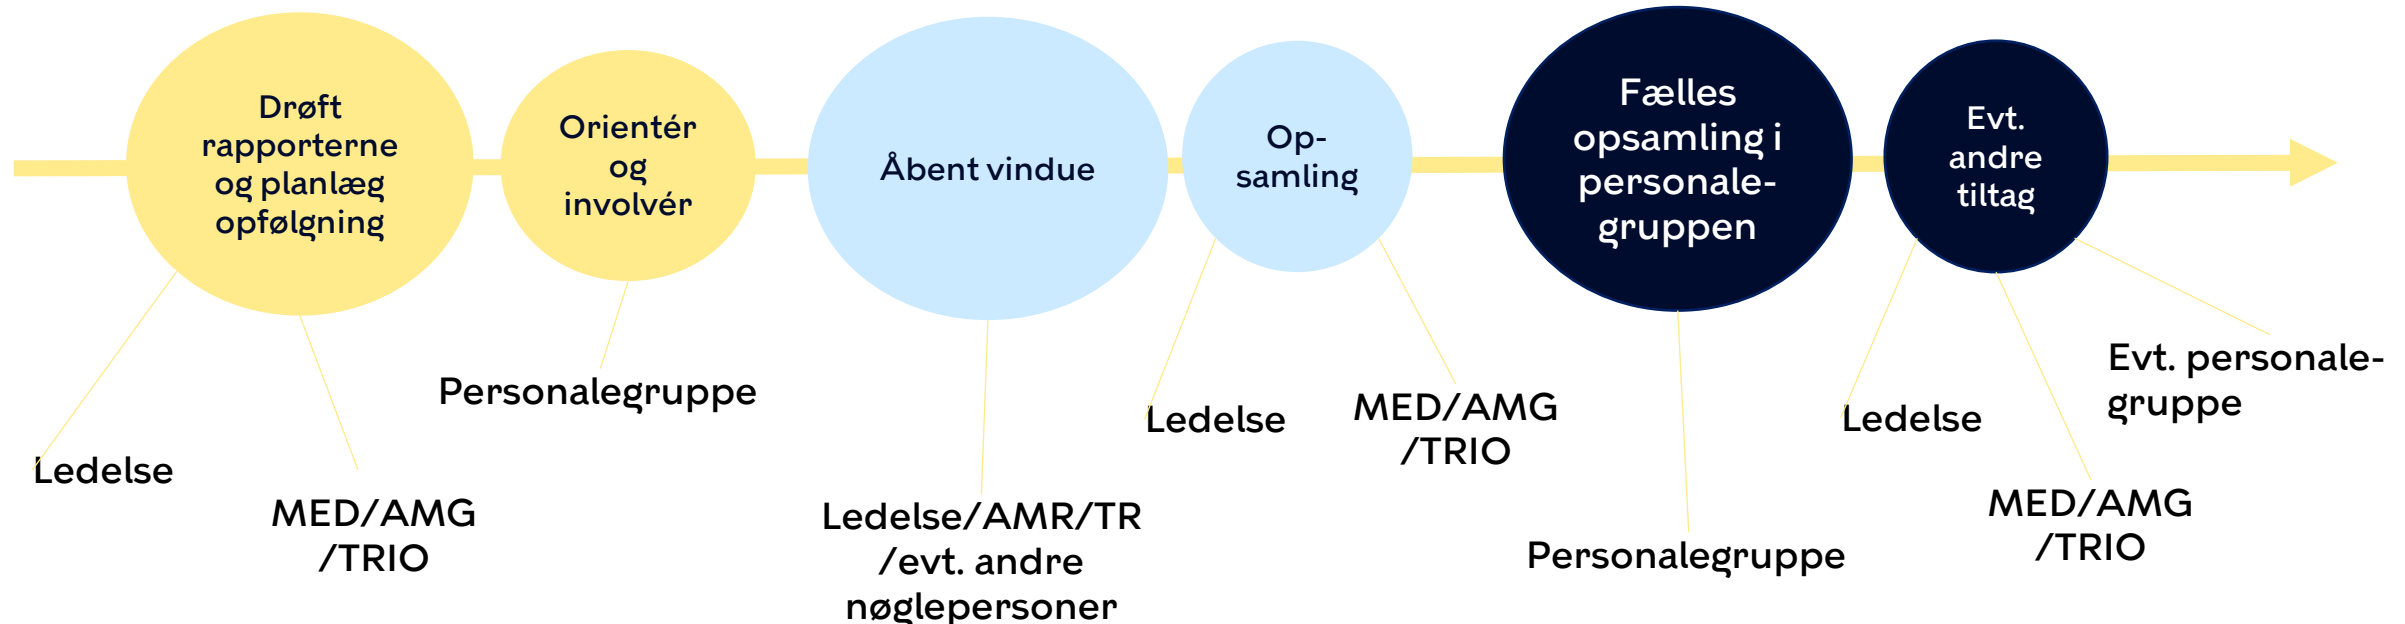 Drøft
rapporterne
og planlæg
opfølgning
Orientér
og
involvér
Åbent vindue
Op-
samling
Fælles
opsamling i
personale-
gruppen
Evt.
andre
tiltag
Ledelse
MED/AMG
/TRIO
Personalegruppe
Ledelse/AMR/TR
/evt. andre
nøglepersoner
Ledelse
MED/AMG
/TRIO
Personalegruppe
Ledelse
MED/AMG
/TRIO
Evt. personale-
gruppe